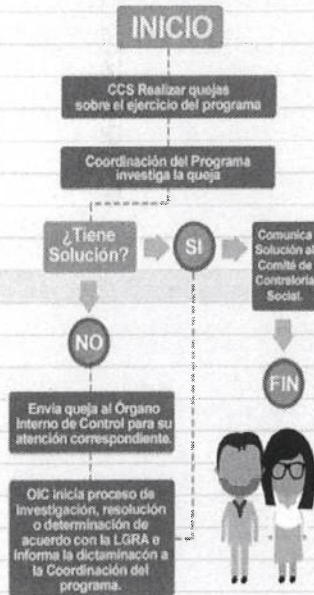 INICIO
CCS Realizar quejas
sobre el ejercicio del programa
Coordinación del Programa
investiga la queja
¿Tiene
Solución?
SI
Comunica
Solución al
Comité de
Contraloría
Social.
NO
FIN
Envía queja al Órgano
Interno de Control para su
atención correspondiente.
OIC inicia proceso de
investigación, resolución
o determinación de
acuerdo con la LGRA e
informa la dictaminación a
la Coordinación del
programa.